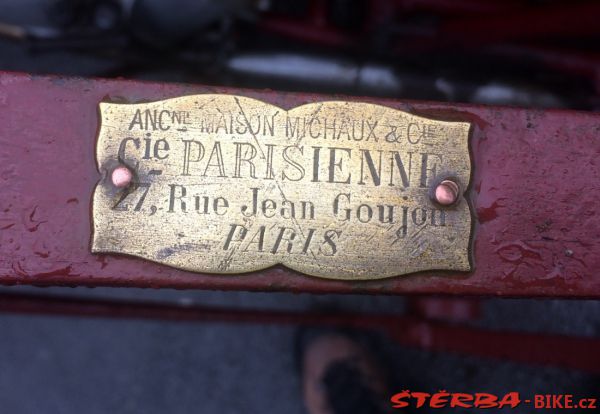 ANCNE MAISON MICHAUX & CIE
Cie PARISIENNE
27, Rue Jean Goujon
PARIS
ŠTĚRBA-BIKE.cz